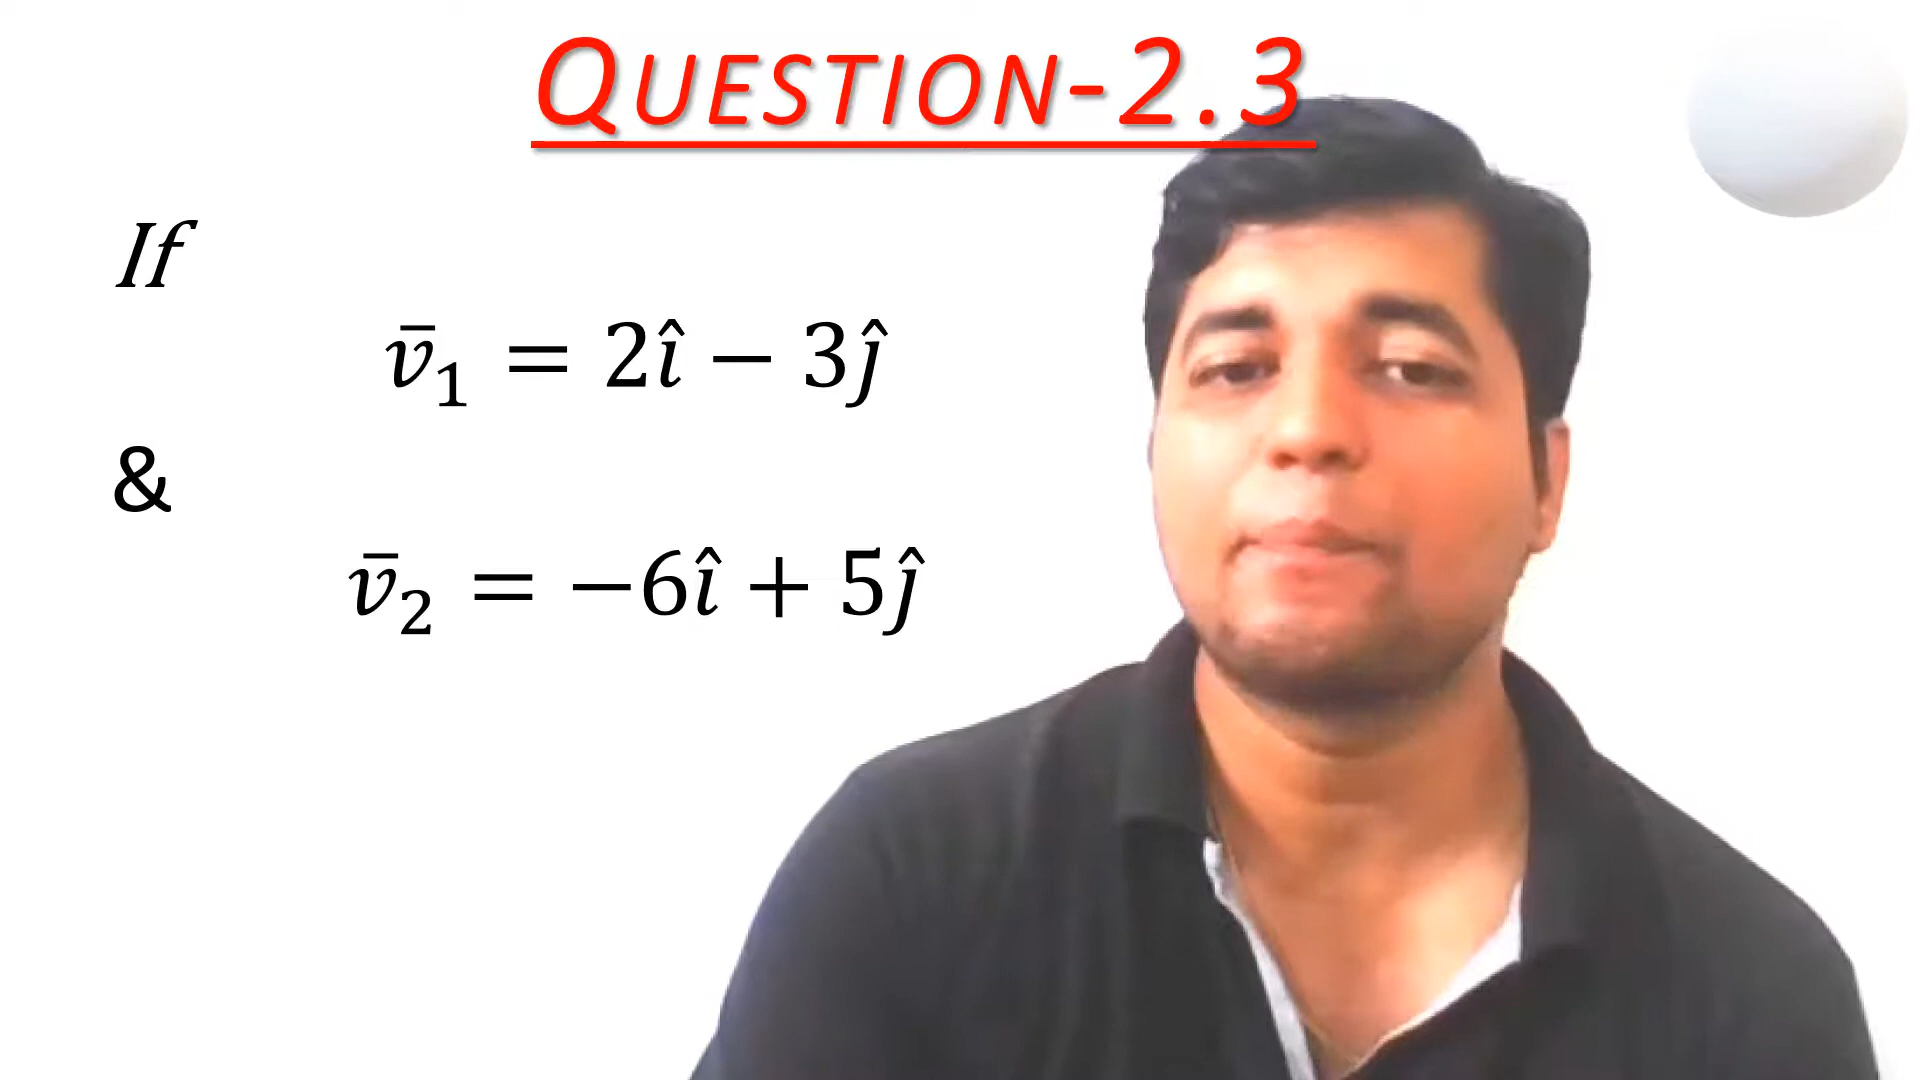 QUESTION-2.3
If
v̄₁ = 2î − 3ĵ
&
v̄₂ = −6î + 5ĵ